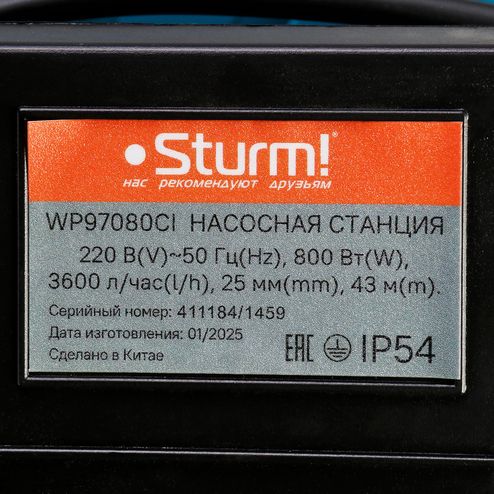 Sturm!®
нас рекомендуют друзьям
WP97080CI НАСОСНАЯ СТАНЦИЯ
220 В(V)~50 Гц(Hz), 800 Вт(W),
3600 л/час(l/h), 25 мм(mm), 43 м(m).
Серийный номер: 411184/1459
Дата изготовления: 01/2025
Сделано в Китае
EAC IP54